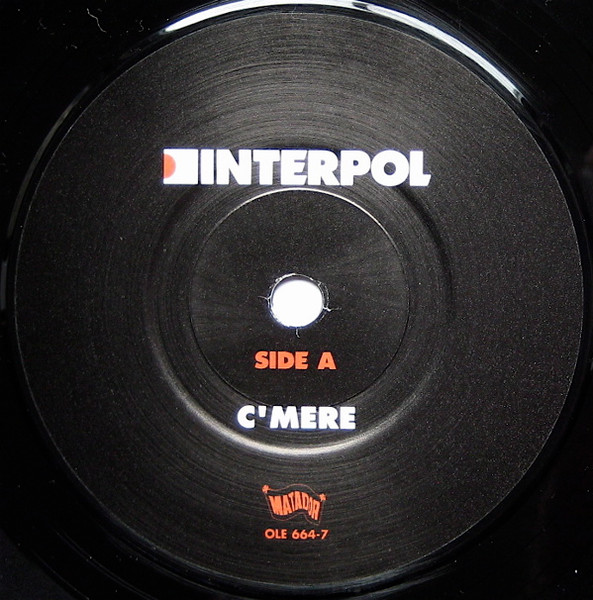 INTERPOL
SIDE A
C'MERE
MATADOR
OLE 664-7